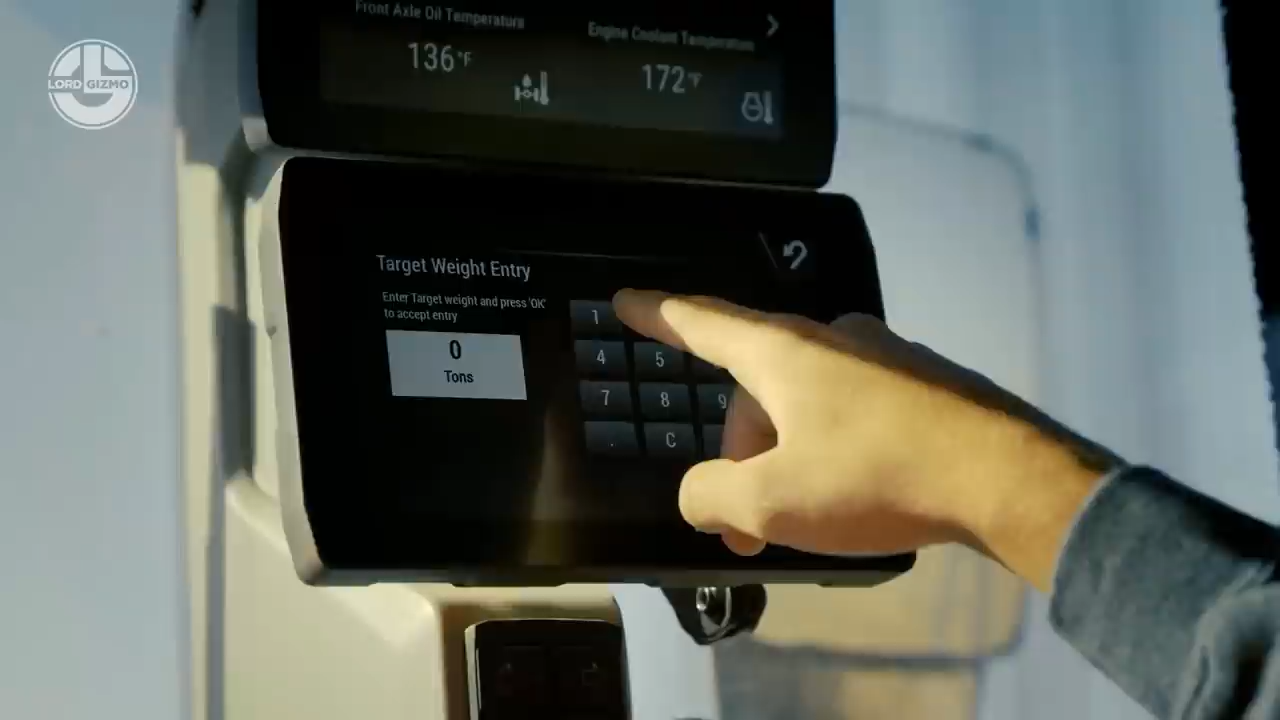 LORD GIZMO
Front Axle Oil Temperature
136°F
Engine Coolant Temperature
172°F
Target Weight Entry
Enter Target weight and press 'OK'
to accept entry
0
Tons
1
4 5
7 8 9
. C